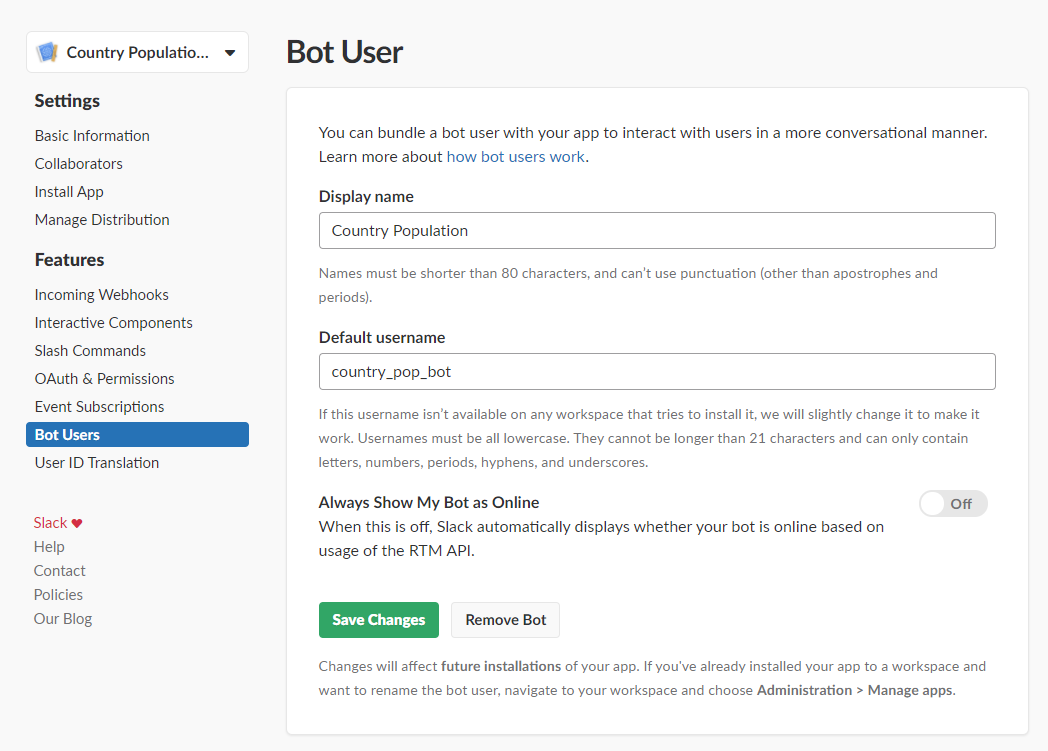 Country Populatio...
Settings
Basic Information
Collaborators
Install App
Manage Distribution
Features
Incoming Webhooks
Interactive Components
Slash Commands
OAuth & Permissions
Event Subscriptions
Bot Users
User ID Translation
Slack ♥
Help
Contact
Policies
Our Blog
Bot User
You can bundle a bot user with your app to interact with users in a more conversational manner.
Learn more about how bot users work.
Display name
Country Population
Names must be shorter than 80 characters, and can’t use punctuation (other than apostrophes and
periods).
Default username
country_pop_bot
If this username isn’t available on any workspace that tries to install it, we will slightly change it to make it
work. Usernames must be all lowercase. They cannot be longer than 21 characters and can only contain
letters, numbers, periods, hyphens, and underscores.
Always Show My Bot as Online
Off
When this is off, Slack automatically displays whether your bot is online based on
usage of the RTM API.
Save Changes
Remove Bot
Changes will affect future installations of your app. If you’ve already installed your app to a workspace and
want to rename the bot user, navigate to your workspace and choose Administration > Manage apps.